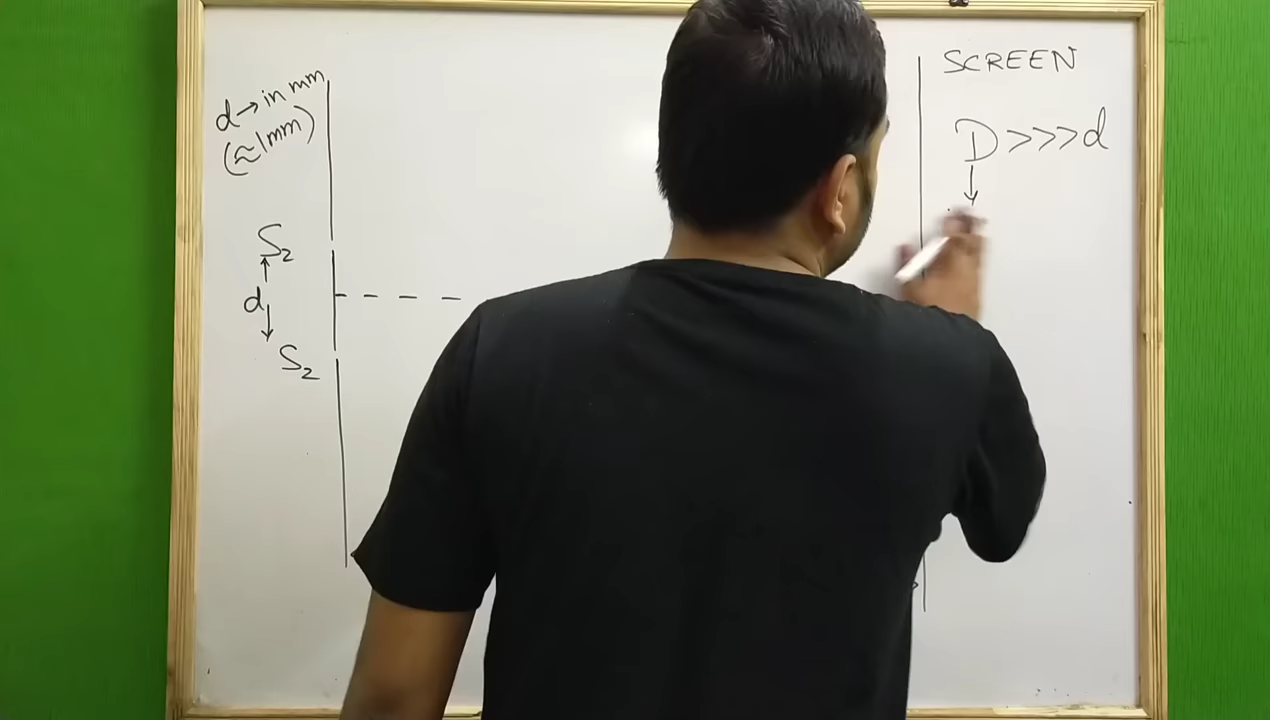 d → in mm
(≈1mm)
S₂
d
S₂
SCREEN
D >>> d